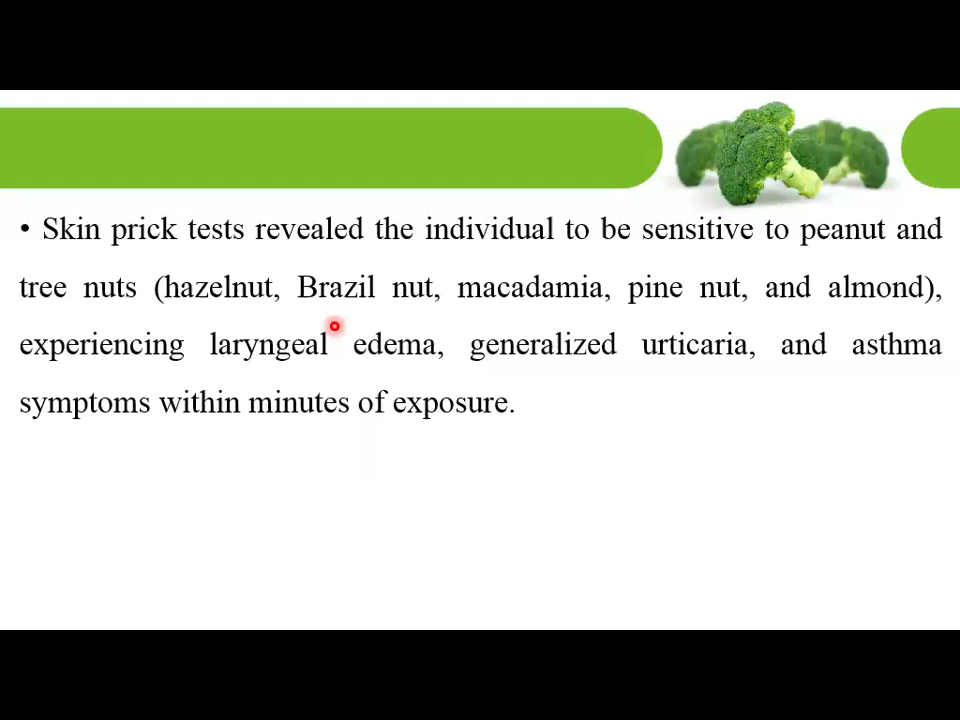 • Skin prick tests revealed the individual to be sensitive to peanut and
tree nuts (hazelnut, Brazil nut, macadamia, pine nut, and almond),
experiencing laryngeal edema, generalized urticaria, and asthma
symptoms within minutes of exposure.